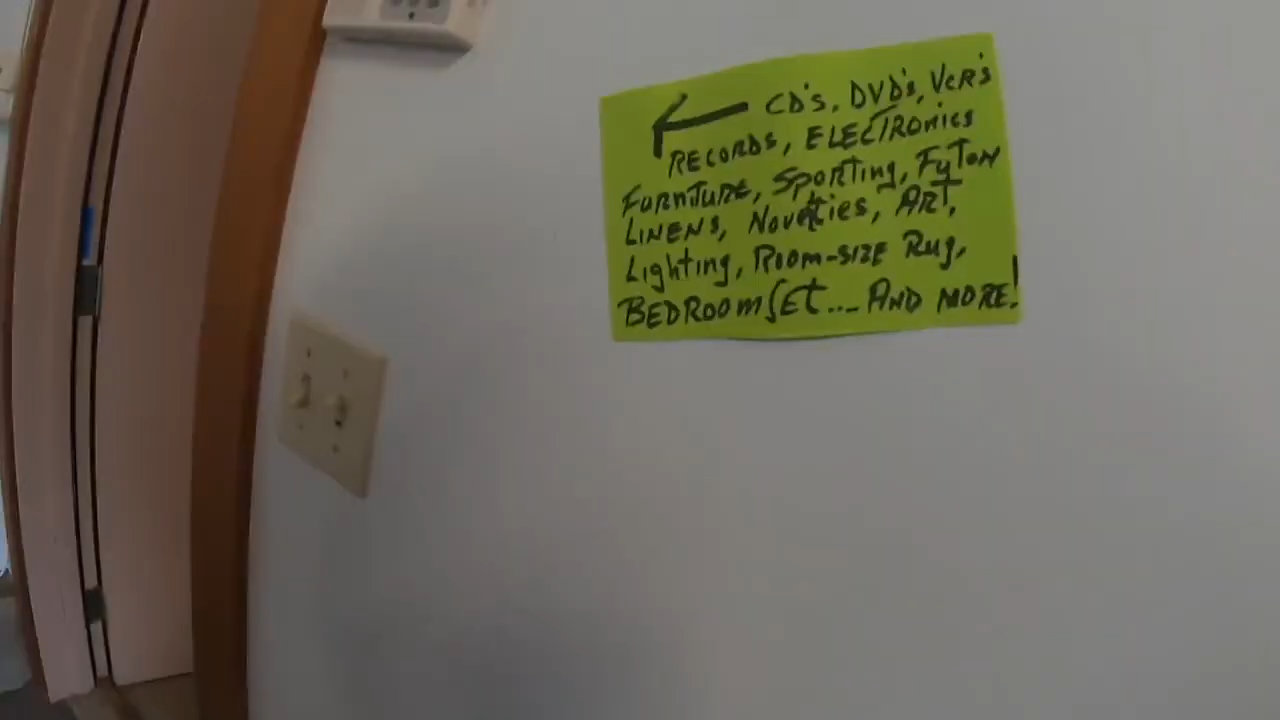 CD's, DVD's, VCR's
RECORDS, ELECTRONICS
FURNITURE, SPORTING, FUTON
LINENS, NOVELTIES, ART,
Lighting, ROOM-SIZE RUG,
BEDROOM SET... AND MORE!